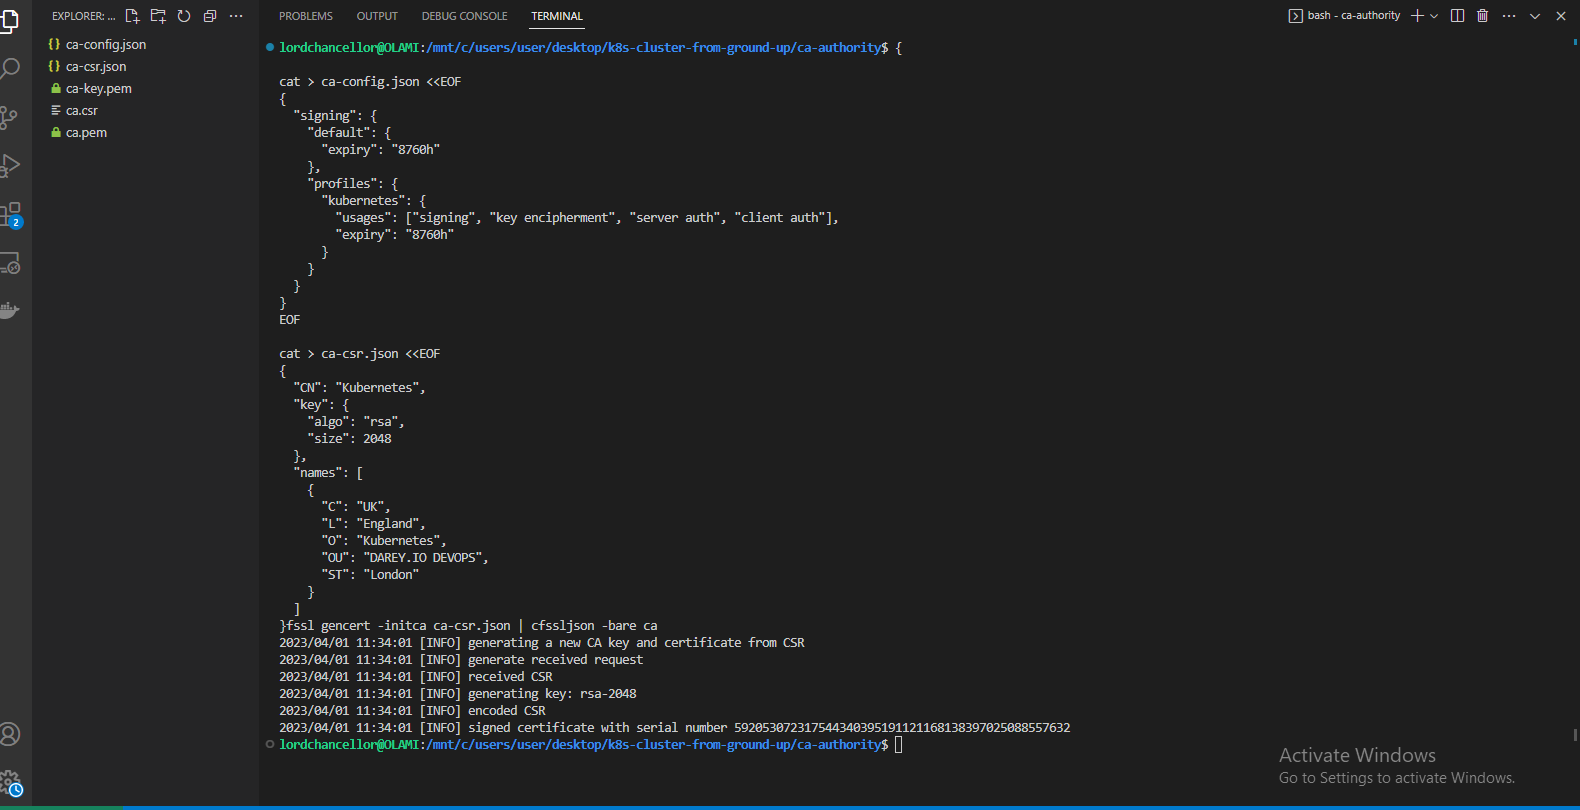 EXPLORER: ...
PROBLEMS OUTPUT DEBUG CONSOLE TERMINAL
bash - ca-authority
ca-config.json
ca-csr.json
ca-key.pem
ca.csr
ca.pem
2
lordchancellor@OLAMI:/mnt/c/users/user/desktop/k8s-cluster-from-ground-up/ca-authority$ {
cat > ca-config.json <<EOF
{
  "signing": {
    "default": {
      "expiry": "8760h"
    },
    "profiles": {
      "kubernetes": {
        "usages": ["signing", "key encipherment", "server auth", "client auth"],
        "expiry": "8760h"
      }
    }
  }
}
EOF
cat > ca-csr.json <<EOF
{
  "CN": "Kubernetes",
  "key": {
    "algo": "rsa",
    "size": 2048
  },
  "names": [
    {
      "C": "UK",
      "L": "England",
      "O": "Kubernetes",
      "OU": "DAREY.IO DEVOPS",
      "ST": "London"
    }
  ]
}fssl gencert -initca ca-csr.json | cfssljson -bare ca
2023/04/01 11:34:01 [INFO] generating a new CA key and certificate from CSR
2023/04/01 11:34:01 [INFO] generate received request
2023/04/01 11:34:01 [INFO] received CSR
2023/04/01 11:34:01 [INFO] generating key: rsa-2048
2023/04/01 11:34:01 [INFO] encoded CSR
2023/04/01 11:34:01 [INFO] signed certificate with serial number 592053072317544340395191121168138397025088557632
lordchancellor@OLAMI:/mnt/c/users/user/desktop/k8s-cluster-from-ground-up/ca-authority$
Activate Windows
Go to Settings to activate Windows.